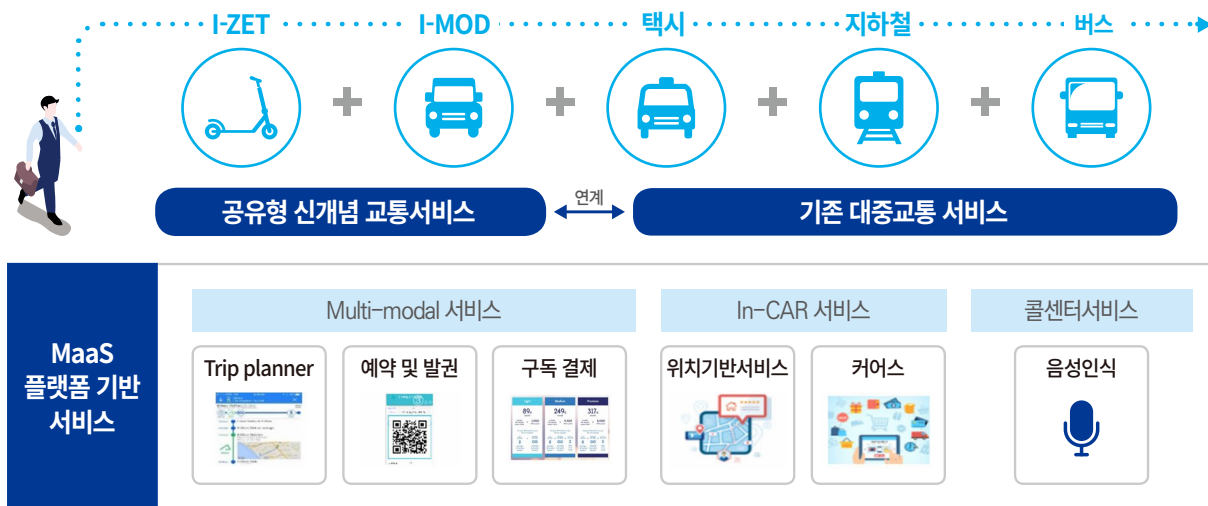 I-ZET
I-MOD
택시
지하철
버스
공유형 신개념 교통서비스
연계
기존 대중교통 서비스
MaaS
플랫폼 기반
서비스
Multi-modal 서비스
In-CAR 서비스
콜센터서비스
Trip planner
예약 및 발권
구독 결제
위치기반서비스
커어스
음성인식
89€
249€
317€